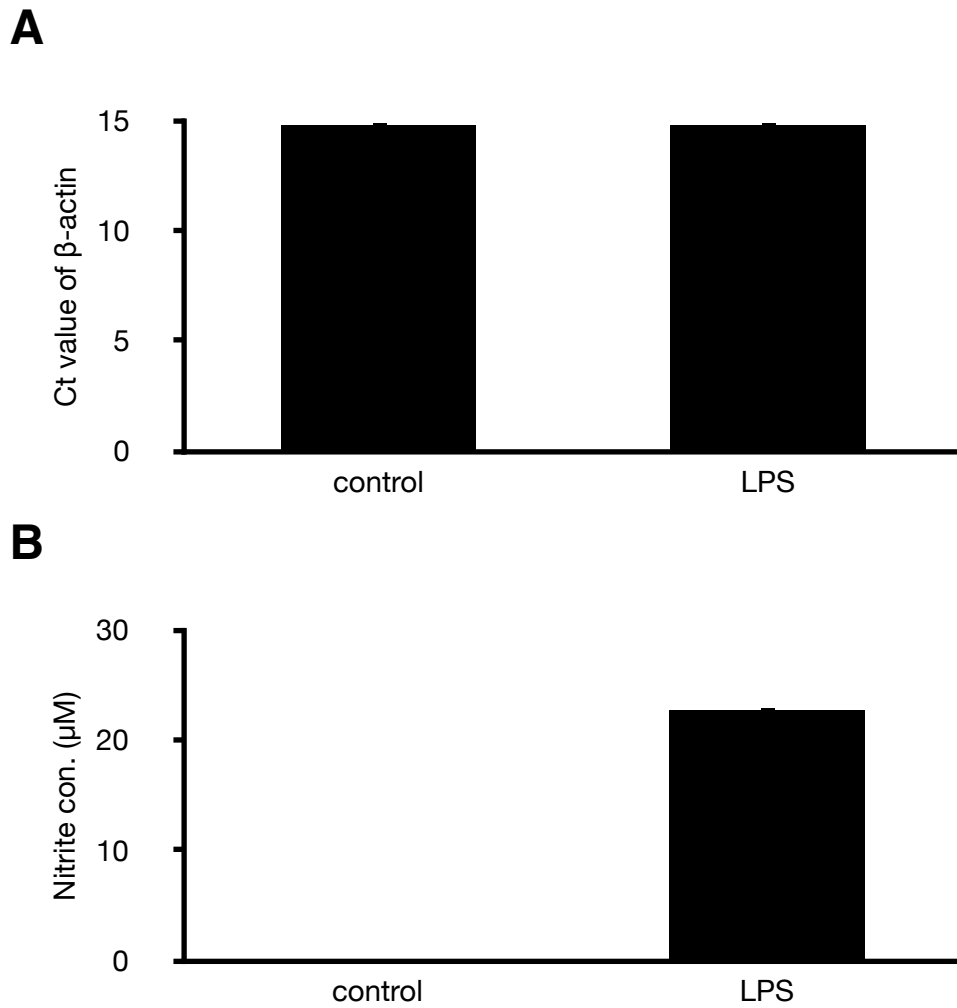 A
Ct value of β-actin
15
10
5
0
control LPS
B
Nitrite con. (µM)
30
20
10
0
control LPS